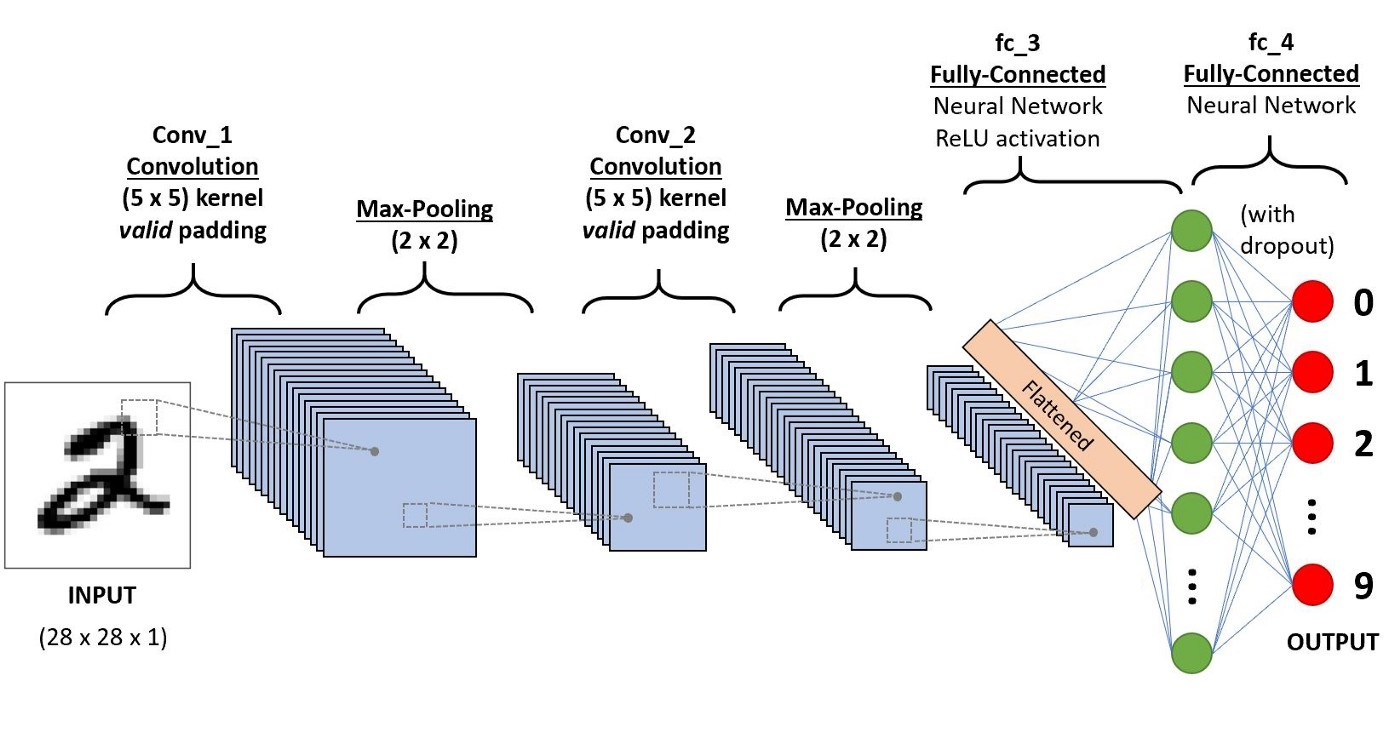 Conv_1
Convolution
(5 x 5) kernel
valid padding
Max-Pooling
(2 x 2)
Conv_2
Convolution
(5 x 5) kernel
valid padding
Max-Pooling
(2 x 2)
fc_3
Fully-Connected
Neural Network
ReLU activation
fc_4
Fully-Connected
Neural Network
(with
dropout)
INPUT
(28 x 28 x 1)
2
Flattened
0
1
2
9
OUTPUT